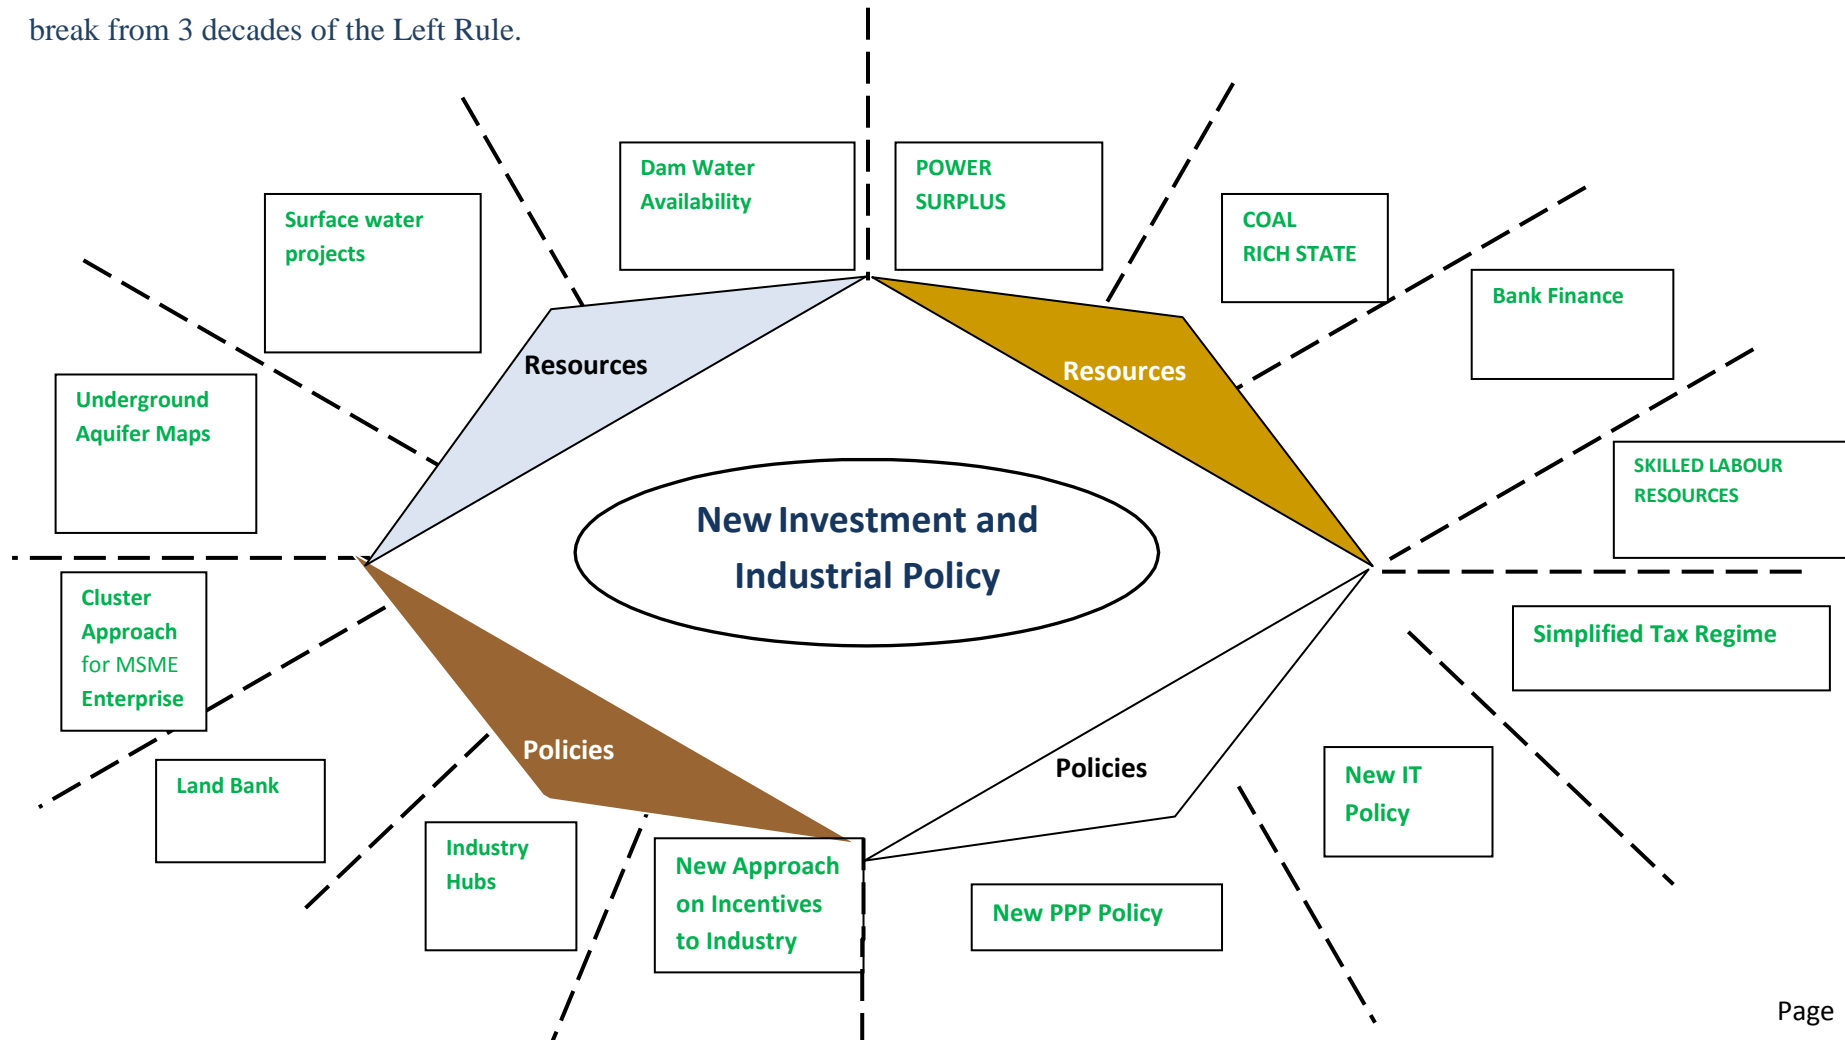 break from 3 decades of the Left Rule.
Dam Water
Availability
POWER
SURPLUS
Surface water
projects
COAL
RICH STATE
Bank Finance
Resources
Resources
Underground
Aquifer Maps
SKILLED LABOUR
RESOURCES
New Investment and
Industrial Policy
Cluster
Approach
for MSME
Enterprise
Simplified Tax Regime
Policies
Policies
Land Bank
New IT
Policy
Industry
Hubs
New Approach
on Incentives
to Industry
New PPP Policy
Page